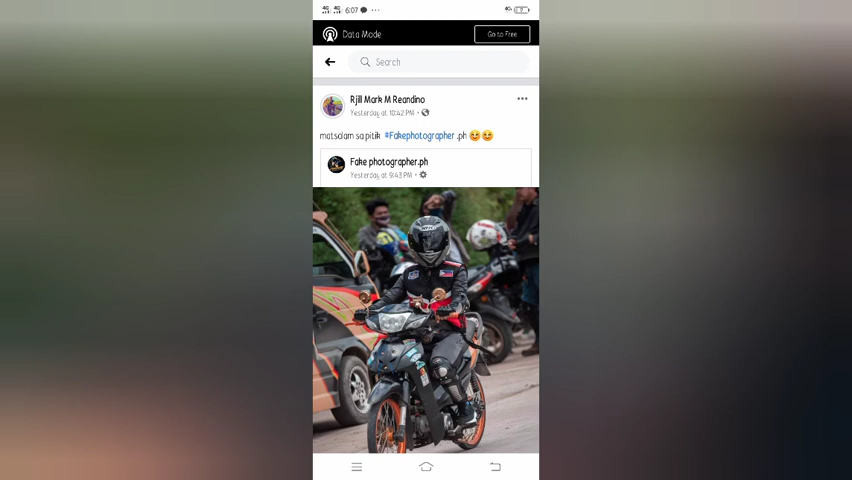 6:07
Data Mode
Go to Free
Search
Rjill Mark M Reandino
Yesterday at 10:42 PM
matsalam sa pitik #Fakephotographer .ph 😊😊
Fake photographer.ph
Yesterday at 9:43 PM